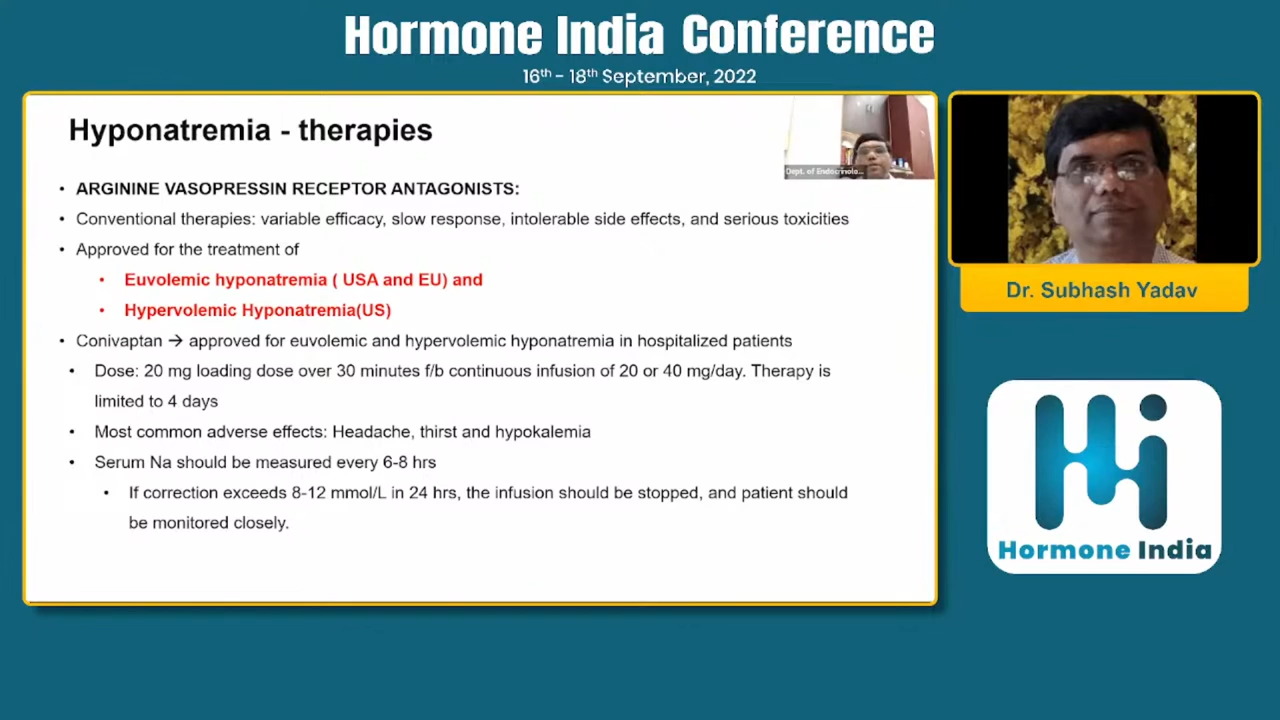 Hormone India Conference
16th - 18th September, 2022
Hyponatremia - therapies
Dept. of Endocrinolo...
• ARGININE VASOPRESSIN RECEPTOR ANTAGONISTS:
• Conventional therapies: variable efficacy, slow response, intolerable side effects, and serious toxicities
• Approved for the treatment of
• Euvolemic hyponatremia ( USA and EU) and
• Hypervolemic Hyponatremia(US)
• Conivaptan → approved for euvolemic and hypervolemic hyponatremia in hospitalized patients
• Dose: 20 mg loading dose over 30 minutes f/b continuous infusion of 20 or 40 mg/day. Therapy is
limited to 4 days
• Most common adverse effects: Headache, thirst and hypokalemia
• Serum Na should be measured every 6-8 hrs
• If correction exceeds 8-12 mmol/L in 24 hrs, the infusion should be stopped, and patient should
be monitored closely.
Dr. Subhash Yadav
Hormone India